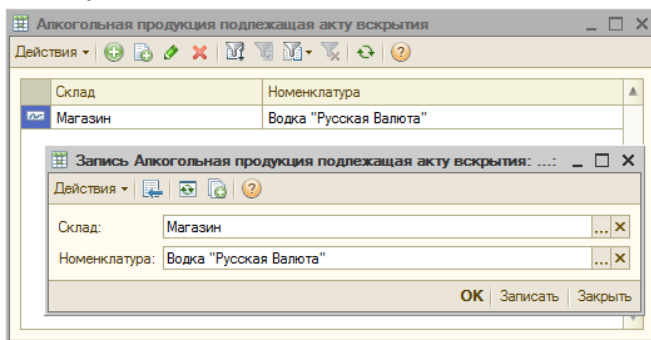 Алкогольная продукция подлежащая акту вскрытия
Действия
Склад Номенклатура
Магазин Водка "Русская Валюта"
Запись Алкогольная продукция подлежащая акту вскрытия: ...:
Действия
Склад: Магазин ...
Номенклатура: Водка "Русская Валюта" ...
OK Записать Закрыть